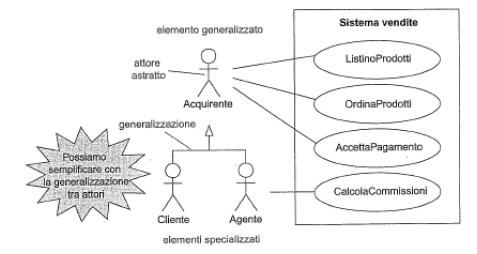 elemento generalizzato
Sistema vendite
attore
astratto
ListinoProdotti
Acquirente
OrdinaProdotti
generalizzazione
AccettaPagamento
Possiamo
semplificare con
la generalizzazione
tra attori
CalcolaCommissioni
Cliente
Agente
elementi specializzati